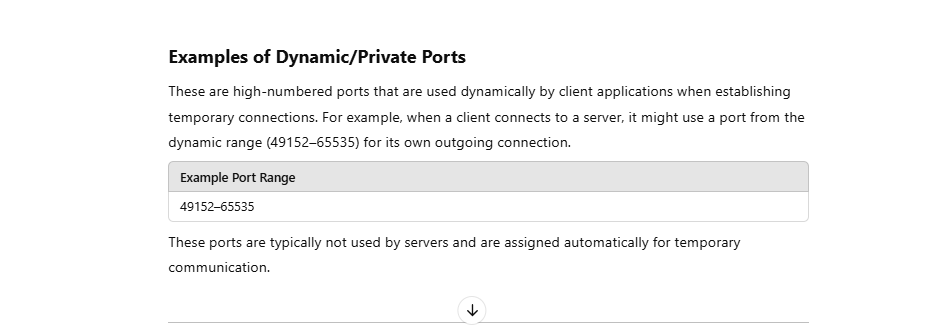 Examples of Dynamic/Private Ports
These are high-numbered ports that are used dynamically by client applications when establishing
temporary connections. For example, when a client connects to a server, it might use a port from the
dynamic range (49152–65535) for its own outgoing connection.
Example Port Range
49152–65535
These ports are typically not used by servers and are assigned automatically for temporary
communication.